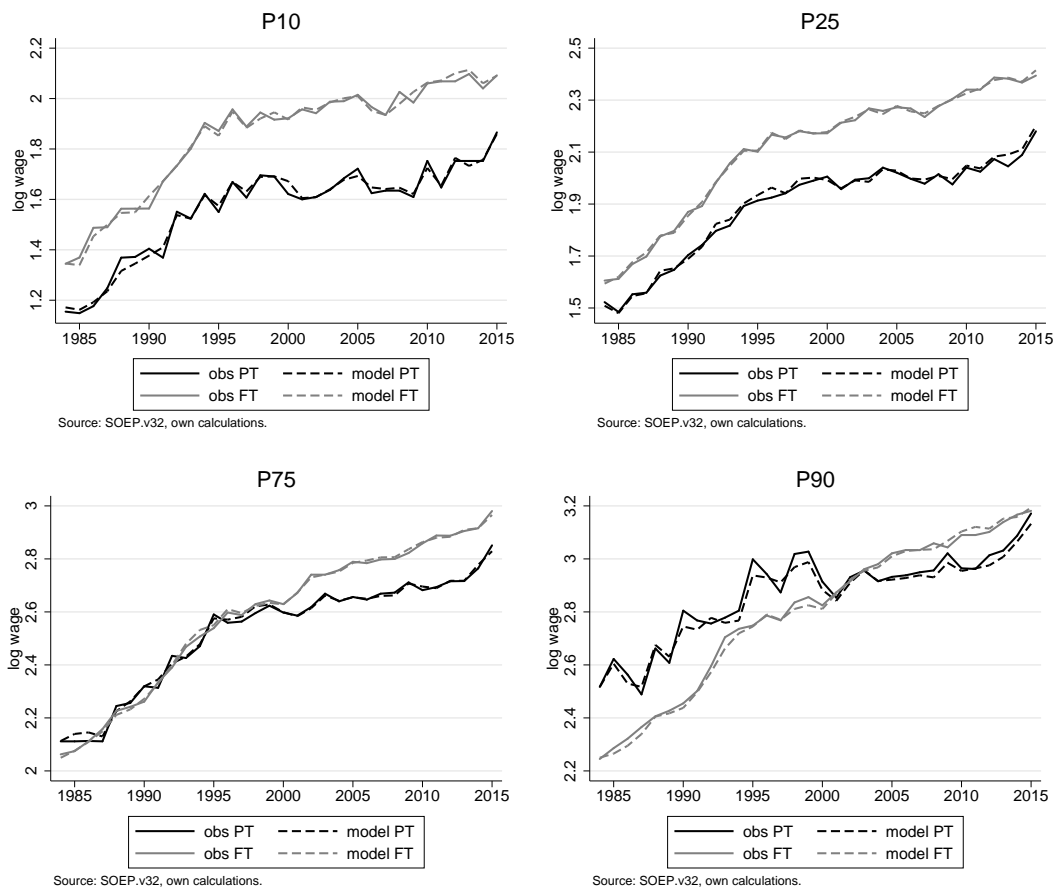 P10
log wage
2.2
2
1.8
1.6
1.4
1.2
1985 1990 1995 2000 2005 2010 2015
obs PT model PT
obs FT model FT
Source: SOEP.v32, own calculations.
P25
log wage
2.5
2.3
2.1
1.9
1.7
1.5
1985 1990 1995 2000 2005 2010 2015
obs PT model PT
obs FT model FT
Source: SOEP.v32, own calculations.
P75
log wage
3
2.8
2.6
2.4
2.2
2
1985 1990 1995 2000 2005 2010 2015
obs PT model PT
obs FT model FT
Source: SOEP.v32, own calculations.
P90
log wage
3.2
3
2.8
2.6
2.4
2.2
1985 1990 1995 2000 2005 2010 2015
obs PT model PT
obs FT model FT
Source: SOEP.v32, own calculations.